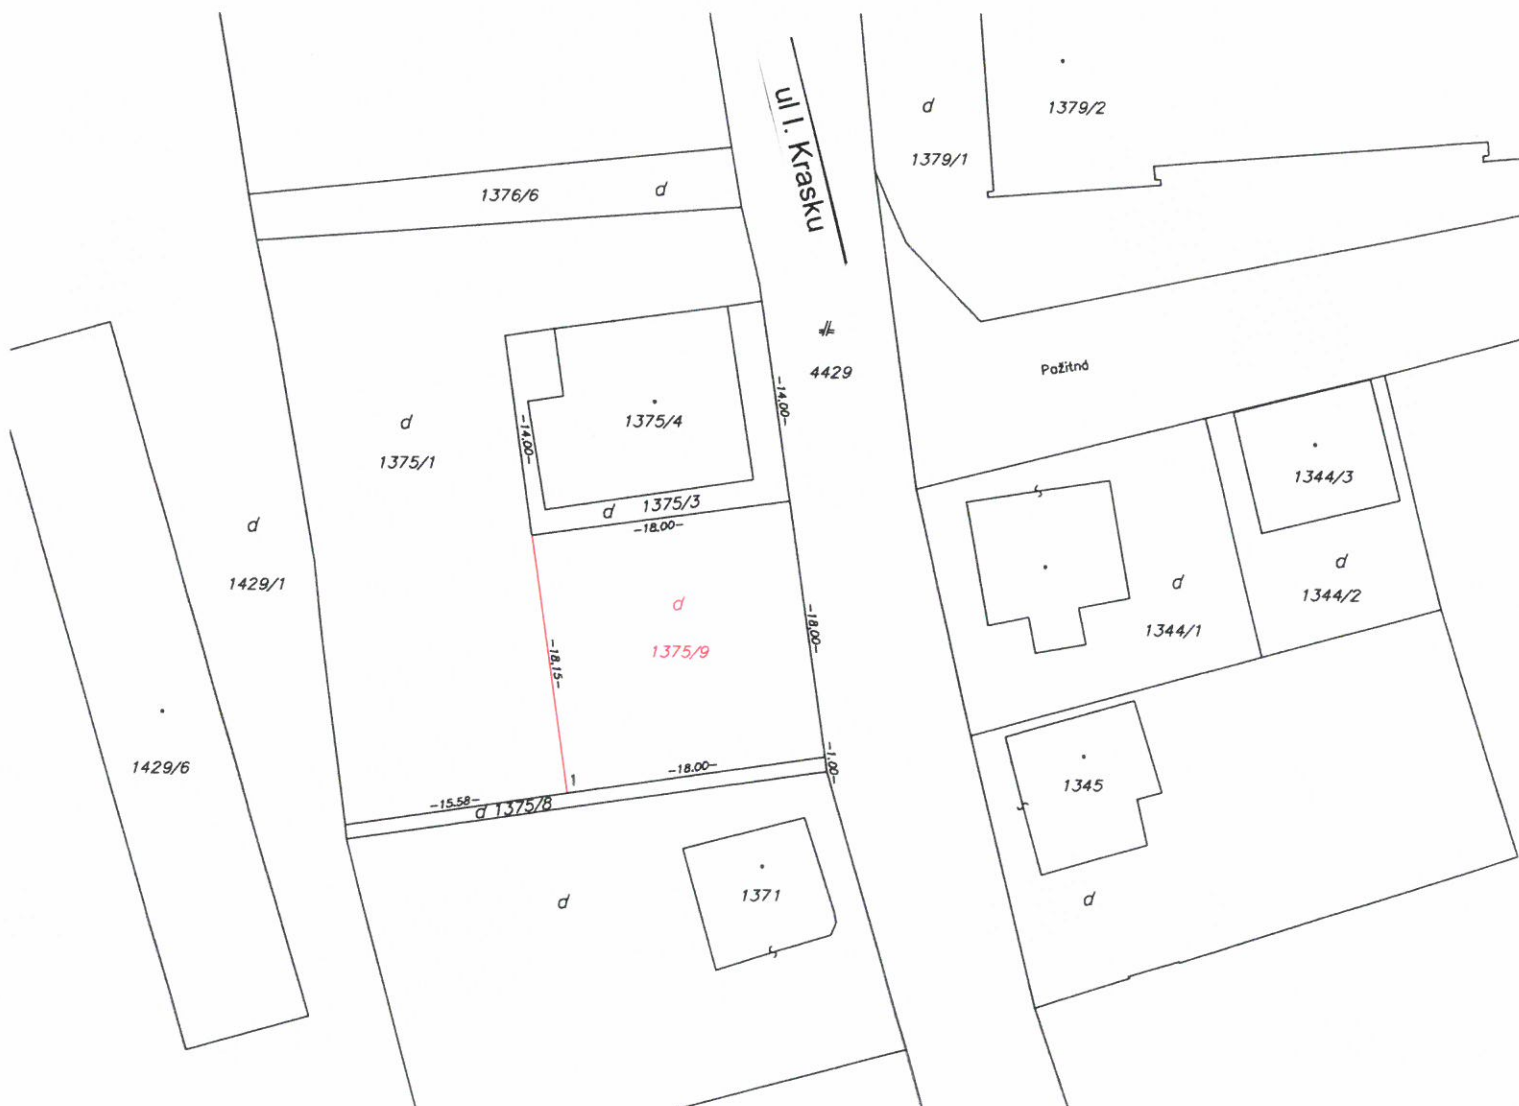 ul I. Krasku
d
1379/2
1379/1
1376/6 d
4429
Požitná
-14.00-
-14.00-
1375/4
d
1375/1
d 1375/3
-18.00-
1344/3
d
1429/1
d
1344/2
d
1344/1
d
1375/9
-18.00-
-18.15-
1429/6
1
-18.00-
-1.00-
-15.58-
d 1375/8
1345
1371
d
d